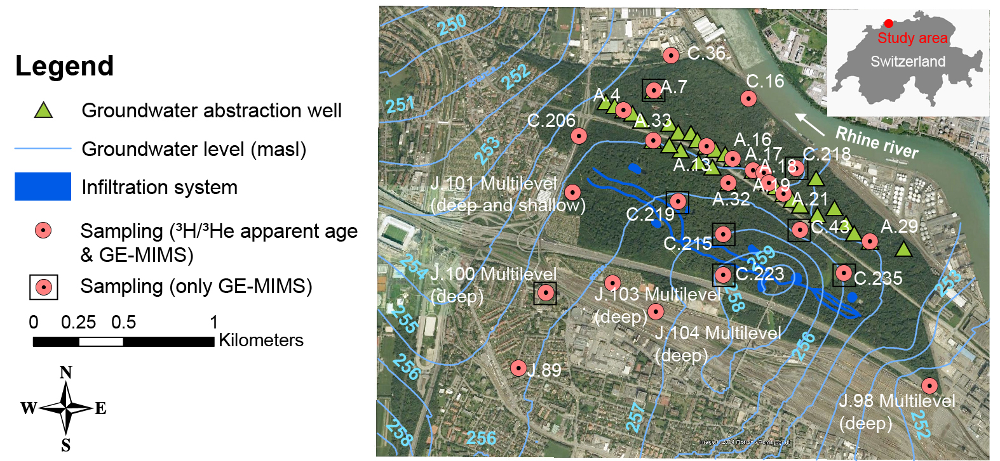 Legend
Groundwater abstraction well
Groundwater level (masl)
Infiltration system
Sampling (³H/³He apparent age
& GE-MIMS)
Sampling (only GE-MIMS)
0 0.25 0.5 1
Kilometers
N
W E
S
250
251
252
253
C.36
C.16
A.7
A.4
A.33
C.206
A.16
A.17
A.18
A.13
A.19
C.218
A.32
A.21
Rhine river
Study area
Switzerland
J.101 Multilevel
(deep and shallow)
C.219
C.215
C.43
A.29
259
C.223
C.235
253
254
J.100 Multilevel
(deep)
J.103 Multilevel
(deep)
258
J.104 Multilevel
(deep)
255
256
256
J.89
257
258
256
J.98 Multilevel
(deep)
252